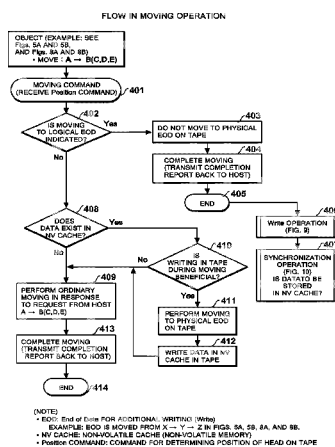 FLOW IN MOVING OPERATION
OBJECT (EXAMPLE: SEE
Figs. 5A AND 5B,
AND Figs. 8A AND 8B)
• MOVE : A → B(C,D,E)
MOVING COMMAND
(RECEIVE Position COMMAND)
401
402
IS MOVING
TO LOGICAL EOD
INDICATED?
Yes
No
403
DO NOT MOVE TO PHYSICAL
EOD ON TAPE
404
COMPLETE MOVING
(TRANSMIT COMPLETION
REPORT BACK TO HOST)
END
405
406
Write OPERATION
(FIG. 9)
407
SYNCHRONIZATION
OPERATION
(FIG. 10)
IS DATA TO BE
STORED
IN NV CACHE?
408
DOES
DATA EXIST IN
NV CACHE?
Yes
No
410
IS
WRITING IN TAPE
DURING MOVING
BENEFICIAL?
No
Yes
409
PERFORM ORDINARY
MOVING IN RESPONSE
TO REQUEST FROM HOST
A → B(C,D,E)
411
PERFORM MOVING
TO PHYSICAL EOD
ON TAPE
412
WRITE DATA IN NV
CACHE IN TAPE
413
COMPLETE MOVING
(TRANSMIT COMPLETION
REPORT BACK TO HOST)
END
414
(NOTE)
• EOD: End of Data FOR ADDITIONAL WRITING (Write)
EXAMPLE: EOD IS MOVED FROM X → Y → Z IN FIGS. 5A, 5B, 8A, AND 8B.
• NV CACHE: NON-VOLATILE CACHE (NON-VOLATILE MEMORY)
• Position COMMAND: COMMAND FOR DETERMINING POSITION OF HEAD ON TAPE